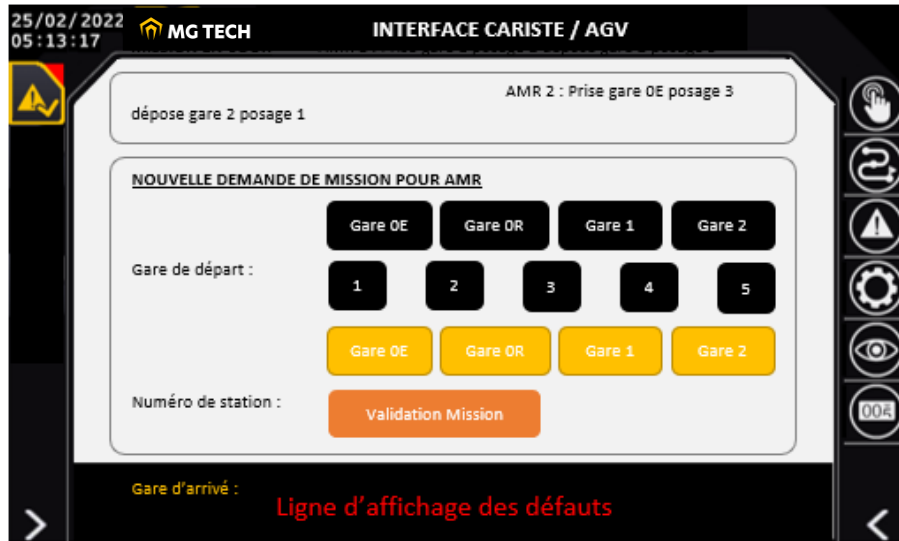 25/02/2022
05:13:17
MG TECH
INTERFACE CARISTE / AGV
AMR 2 : Prise gare 0E posage 3
dépose gare 2 posage 1
NOUVELLE DEMANDE DE MISSION POUR AMR
Gare 0E Gare 0R Gare 1 Gare 2
Gare de départ :
1 2 3 4 5
Gare 0E Gare 0R Gare 1 Gare 2
Numéro de station :
Validation Mission
Gare d'arrivé :
Ligne d'affichage des défauts